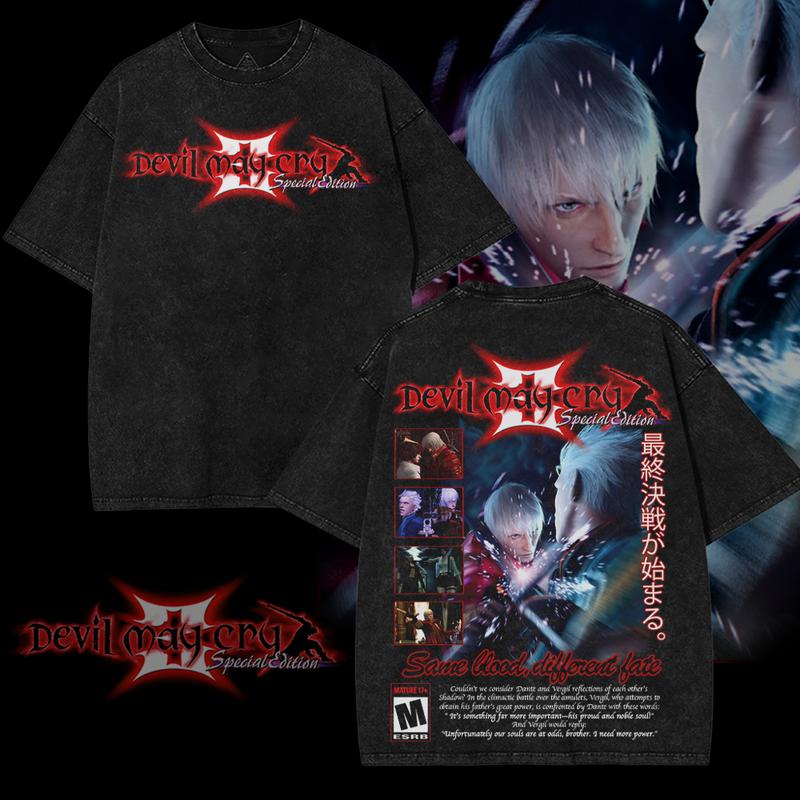 Devil may cry
3
Special Edition
Devil may cry
3
Special Edition
最終決戦が始まる。
Same blood, different fate
MATURE 17+
M
ESRB
Couldn't we consider Dante and Vergil reflections of each other's
Shadow? In the climactic battle over the amulets, Vergil, who attempts to
obtain his father's great power, is confronted by Dante with these words:
"It's something far more important—his proud and noble soul!"
And Vergil would reply:
"Unfortunately our souls are at odds, brother. I need more power."
Devil may cry
3
Special Edition